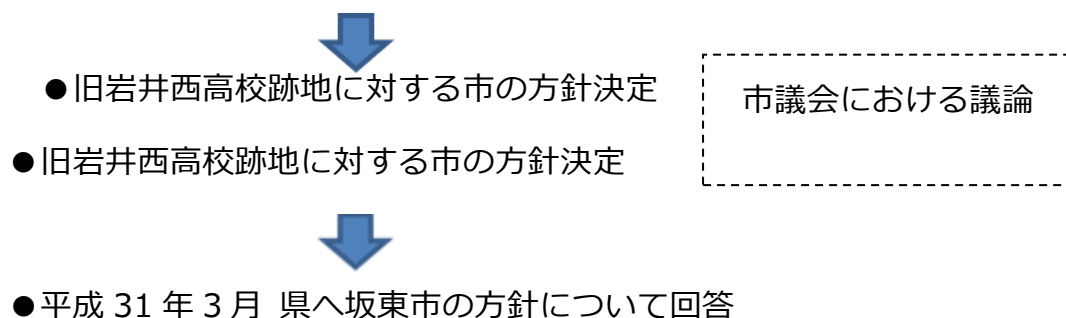 ●旧岩井西高校跡地に対する市の方針決定
市議会における議論
●旧岩井西高校跡地に対する市の方針決定
●平成 31 年 3 月 県へ坂東市の方針について回答